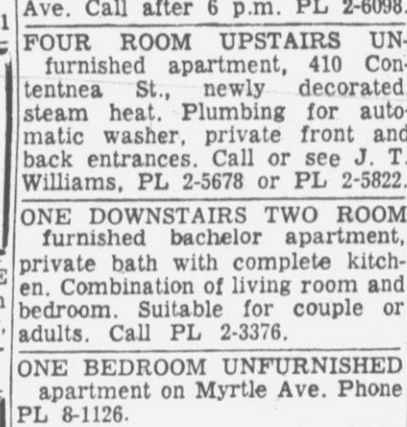 Ave. Call after 6 p.m. PL 2-6098.
FOUR ROOM UPSTAIRS UN-
furnished apartment, 410 Con-
tentnea St., newly decorated
steam heat. Plumbing for auto-
matic washer, private front and
back entrances. Call or see J. T.
Williams, PL 2-5678 or PL 2-5822.
ONE DOWNSTAIRS TWO ROOM
furnished bachelor apartment,
private bath with complete kitch-
en. Combination of living room and
bedroom. Suitable for couple or
adults. Call PL 2-3376.
ONE BEDROOM UNFURNISHED
apartment on Myrtle Ave. Phone
PL 8-1126.